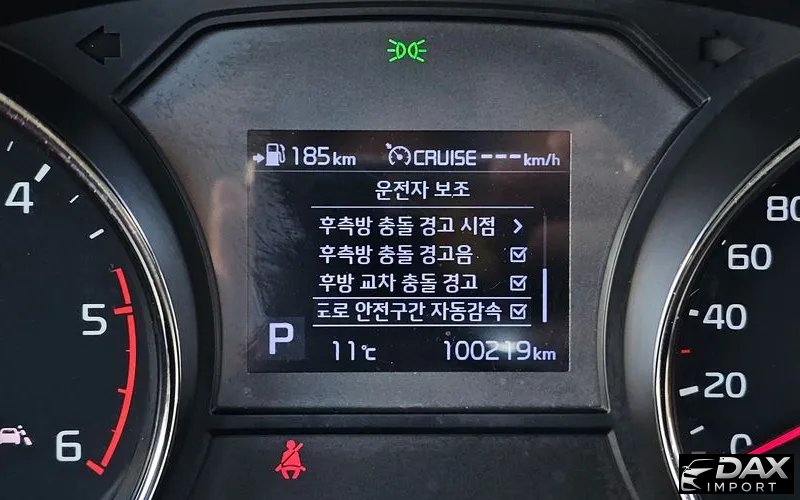 185km CRUISE---km/h
운전자 보조
후측방 충돌 경고 시점
후측방 충돌 경고음
후방 교차 충돌 경고
안전구간 자동감속
P 11℃ 100219km
4
5
6
80
60
40
20
0
DAX
IMPORT